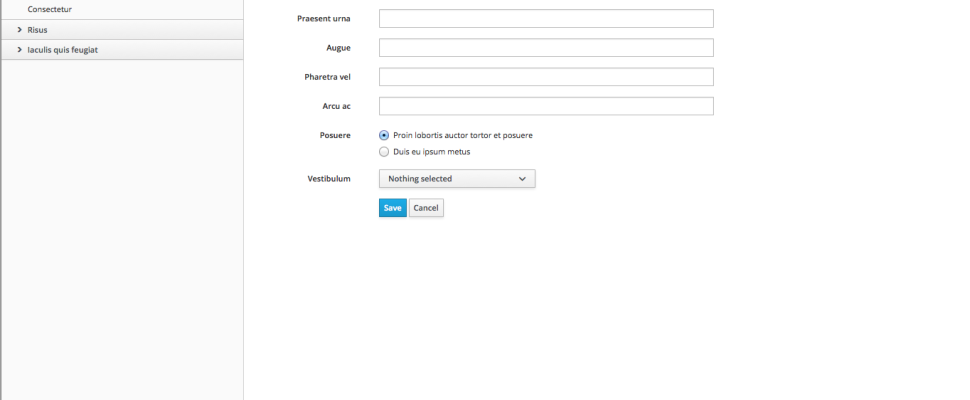 Consectetur
Risus
Iaculis quis feugiat
Praesent urna
Augue
Pharetra vel
Arcu ac
Posuere
Proin lobortis auctor tortor et posuere
Duis eu ipsum metus
Vestibulum
Nothing selected
Save Cancel